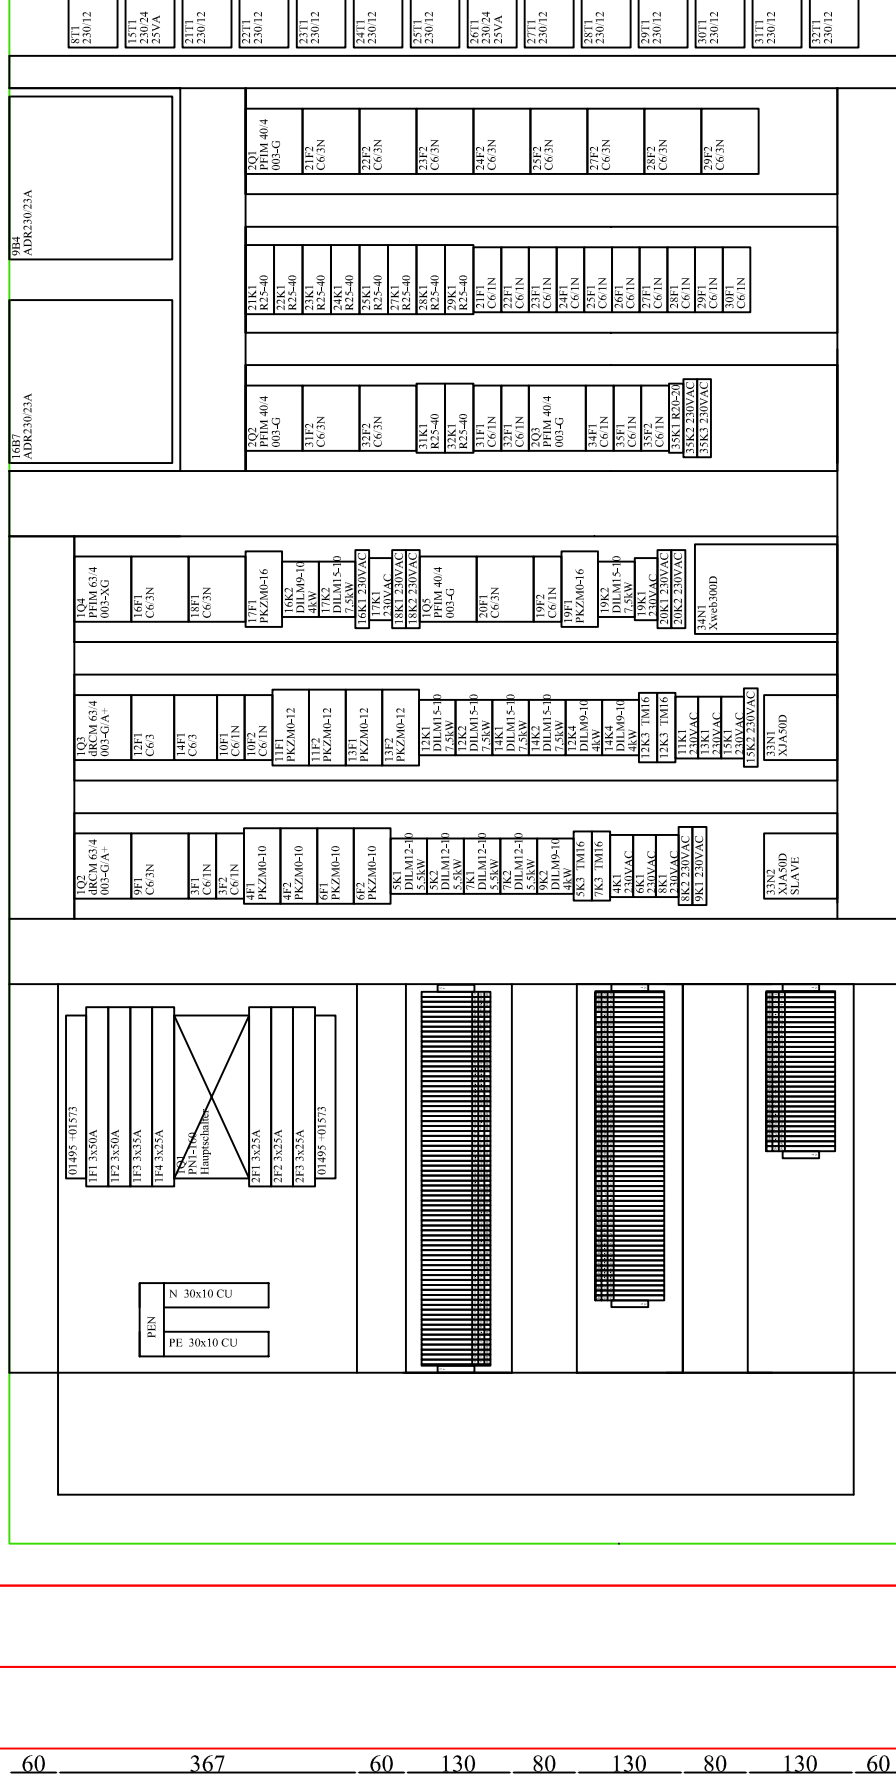 8T1
230/12
15T1
230/24
25VA
21T1
230/12
22T1
230/12
23T1
230/12
24T1
230/12
25T1
230/12
26T1
230/24
25VA
27T1
230/12
28T1
230/12
29T1
230/12
30T1
230/12
31T1
230/12
32T1
230/12
9B4
ADR230/23A
2Q1
PFIM 40/4
003-G
21F2
C6/3N
22F2
C6/3N
23F2
C6/3N
24F2
C6/3N
25F2
C6/3N
27F2
C6/3N
28F2
C6/3N
29F2
C6/3N
21K1
R25-40
22K1
R25-40
23K1
R25-40
24K1
R25-40
25K1
R25-40
27K1
R25-40
28K1
R25-40
29K1
R25-40
21F1
C6/1N
22F1
C6/1N
23F1
C6/1N
24F1
C6/1N
25F1
C6/1N
26F1
C6/1N
27F1
C6/1N
28F1
C6/1N
29F1
C6/1N
30F1
C6/1N
16B7
ADR230/23A
2Q2
PFIM 40/4
003-G
31F2
C6/3N
32F2
C6/3N
31K1
R25-40
32K1
R25-40
31F1
C6/1N
32F1
C6/1N
2Q3
PFIM 40/4
003-G
34F1
C6/1N
35F1
C6/1N
35F2
C6/1N
35K1 R20-20
35K2 230VAC
35K3 230VAC
1Q4
PFIM 63/4
003-XG
16F1
C6/3N
18F1
C6/3N
17F1
PKZM0-16
16K2
DILM9-10
4kW
17K2
DILM15-10
7,5kW
16K1 230VAC
17K1
230VAC
18K1 230VAC
18K2 230VAC
1Q5
PFIM 40/4
003-G
20F1
C6/3N
19F2
C6/1N
19F1
PKZM0-16
19K2
DILM15-10
7,5kW
19K1
230VAC
20K1 230VAC
20K2 230VAC
34N1
Xweb300D
1Q3
dRCM 63/4
003-G/A+
12F1
C6/3
14F1
C6/3
10F1
C6/1N
10F2
C6/1N
11F1
PKZM0-12
11F2
PKZM0-12
13F1
PKZM0-12
13F2
PKZM0-12
12K1
DILM15-10
7,5kW
12K2
DILM15-10
7,5kW
14K1
DILM15-10
7,5kW
14K2
DILM15-10
7,5kW
12K4
DILM9-10
4kW
14K4
DILM9-10
4kW
12K3 TM16
12K3 TM16
11K1
230VAC
13K1
230VAC
15K1
230VAC
15K2 230VAC
33N1
XJA50D
1Q2
dRCM 63/4
003-G/A+
9F1
C6/3N
3F1
C6/1N
3F2
C6/1N
4F1
PKZM0-10
4F2
PKZM0-10
6F1
PKZM0-10
6F2
PKZM0-10
5K1
DILM12-10
5,5kW
5K2
DILM12-10
5,5kW
7K1
DILM12-10
5,5kW
7K2
DILM12-10
5,5kW
9K2
DILM9-10
4kW
5K3 TM16
7K3 TM16
4K1
230VAC
6K1
230VAC
8K1
230VAC
8K2 230VAC
9K1 230VAC
33N2
XJA50D
SLAVE
01495 +01573
1F1 3x50A
1F2 3x50A
1F3 3x35A
1F4 3x25A
1Q1
PN1-160
Hauptschalter
2F1 3x25A
2F2 3x25A
2F3 3x25A
01495 +01573
PEN
N 30x10 CU
PE 30x10 CU
60 367 60 130 80 130 80 130 60